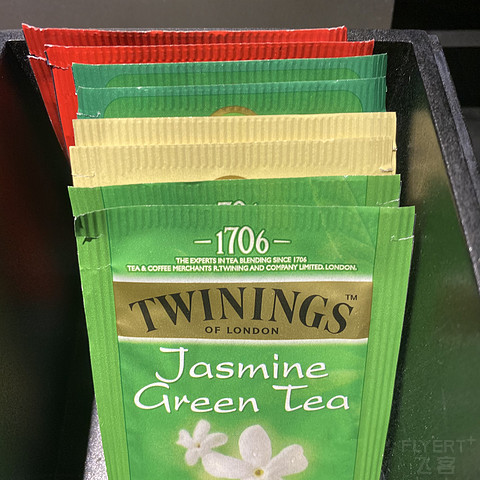 1706
THE EXPERTS IN TEA BLENDING SINCE 1706
TEA & COFFEE MERCHANTS R.TWINING AND COMPANY LIMITED. LONDON.
TWININGS™
OF LONDON
Jasmine
Green Tea
FLYERT+
飞客